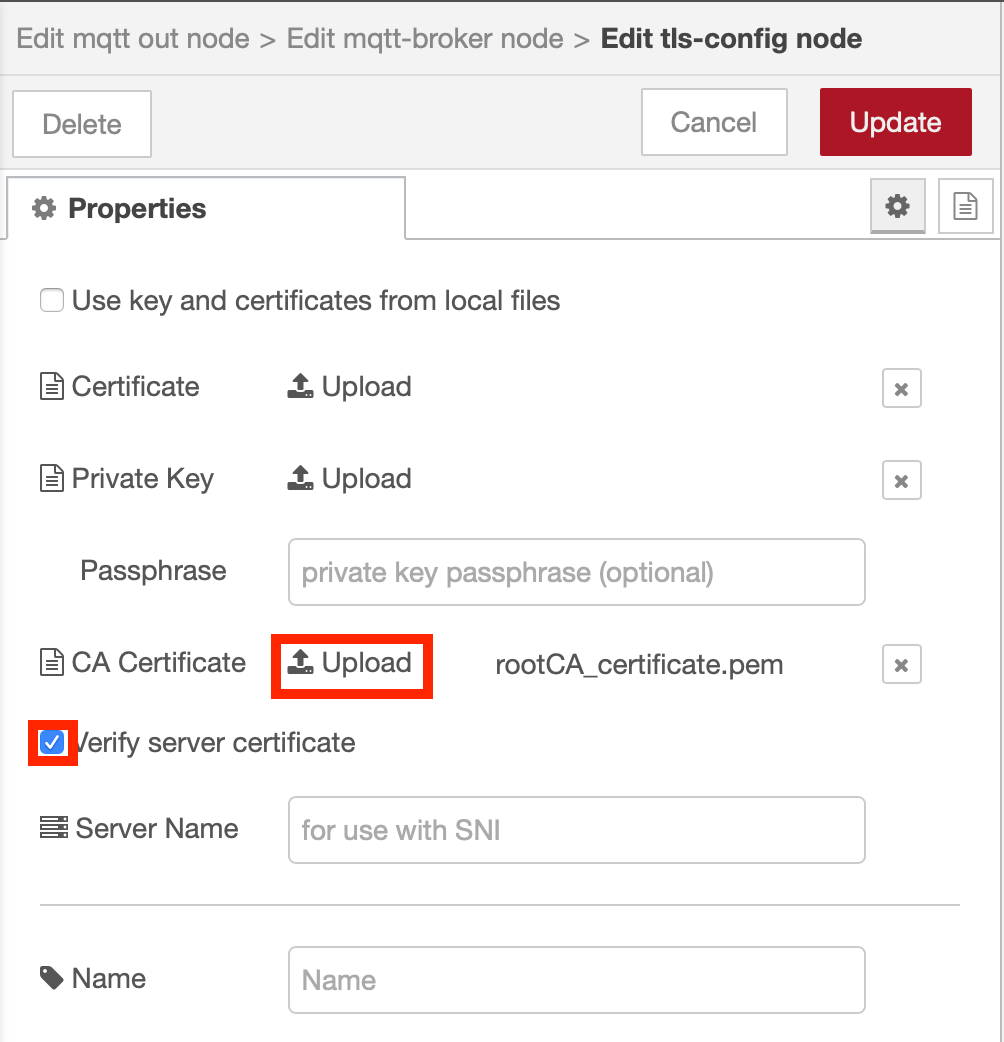 Edit mqtt out node > Edit mqtt-broker node > Edit tls-config node
Delete Cancel Update
Properties
Use key and certificates from local files
Certificate Upload
Private Key Upload
Passphrase private key passphrase (optional)
CA Certificate Upload rootCA_certificate.pem
Verify server certificate
Server Name for use with SNI
Name Name